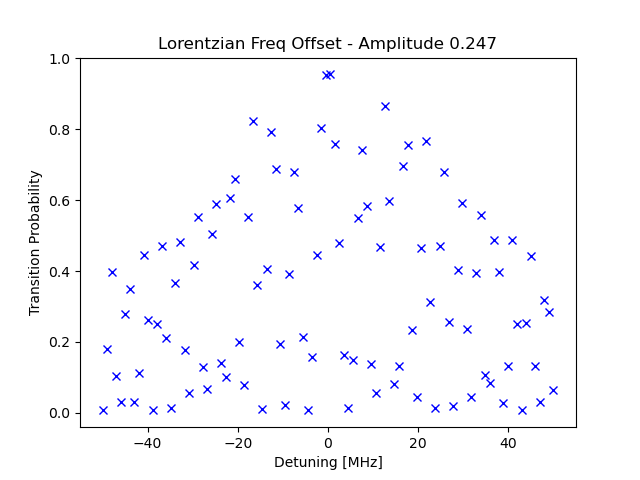 Lorentzian Freq Offset - Amplitude 0.247
1.0
0.8
0.6
0.4
0.2
0.0
Transition Probability
−40 −20 0 20 40
Detuning [MHz]